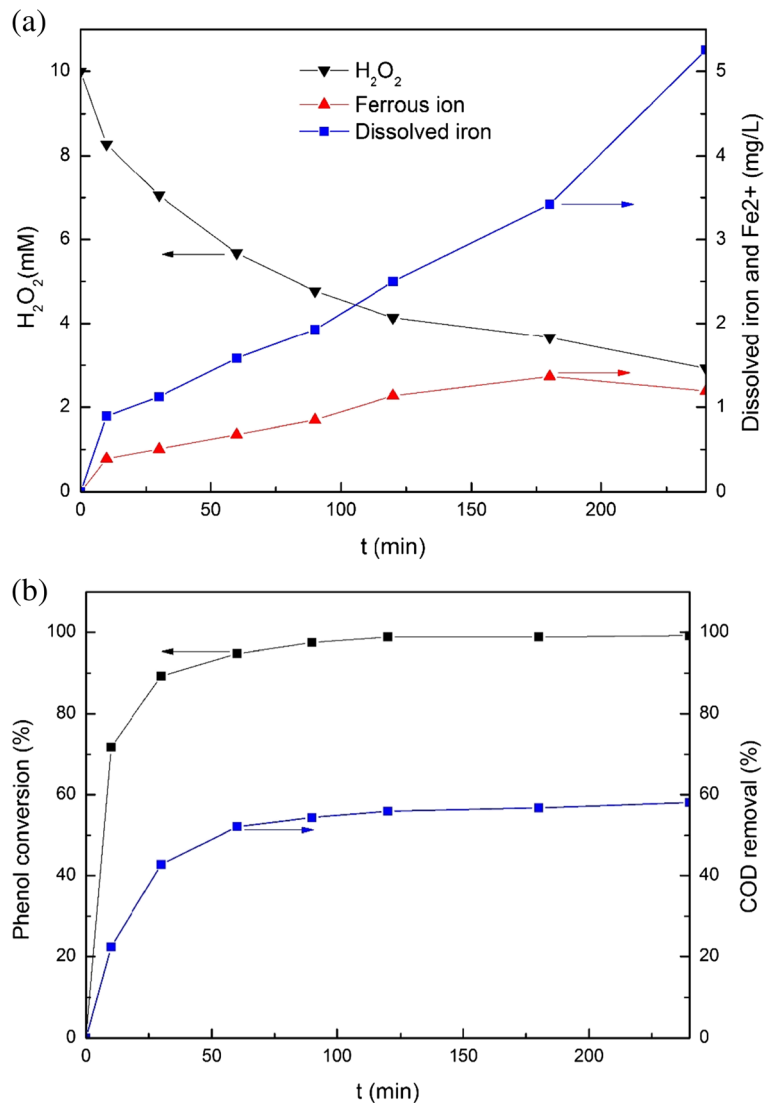 (a)
H₂O₂
Ferrous ion
Dissolved iron
H₂O₂(mM)
10
8
6
4
2
0
Dissolved iron and Fe2+ (mg/L)
5
4
3
2
1
0
0 50 100 150 200
t (min)
(b)
Phenol conversion (%)
100
80
60
40
20
0
COD removal (%)
100
80
60
40
20
0
0 50 100 150 200
t (min)